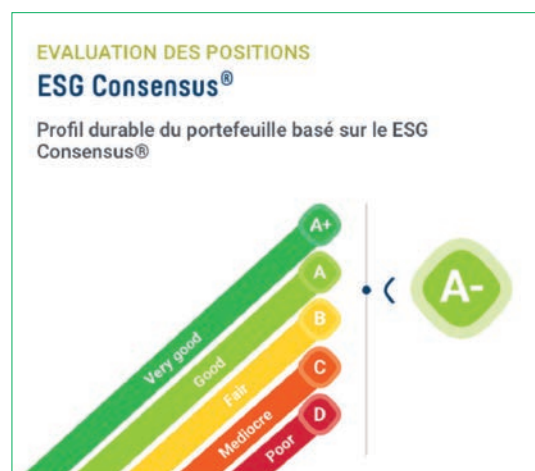 EVALUATION DES POSITIONS
ESG Consensus®
Profil durable du portefeuille basé sur le ESG
Consensus®
A+
Very good
A
Good
B
Fair
C
Mediocre
D
Poor
A-